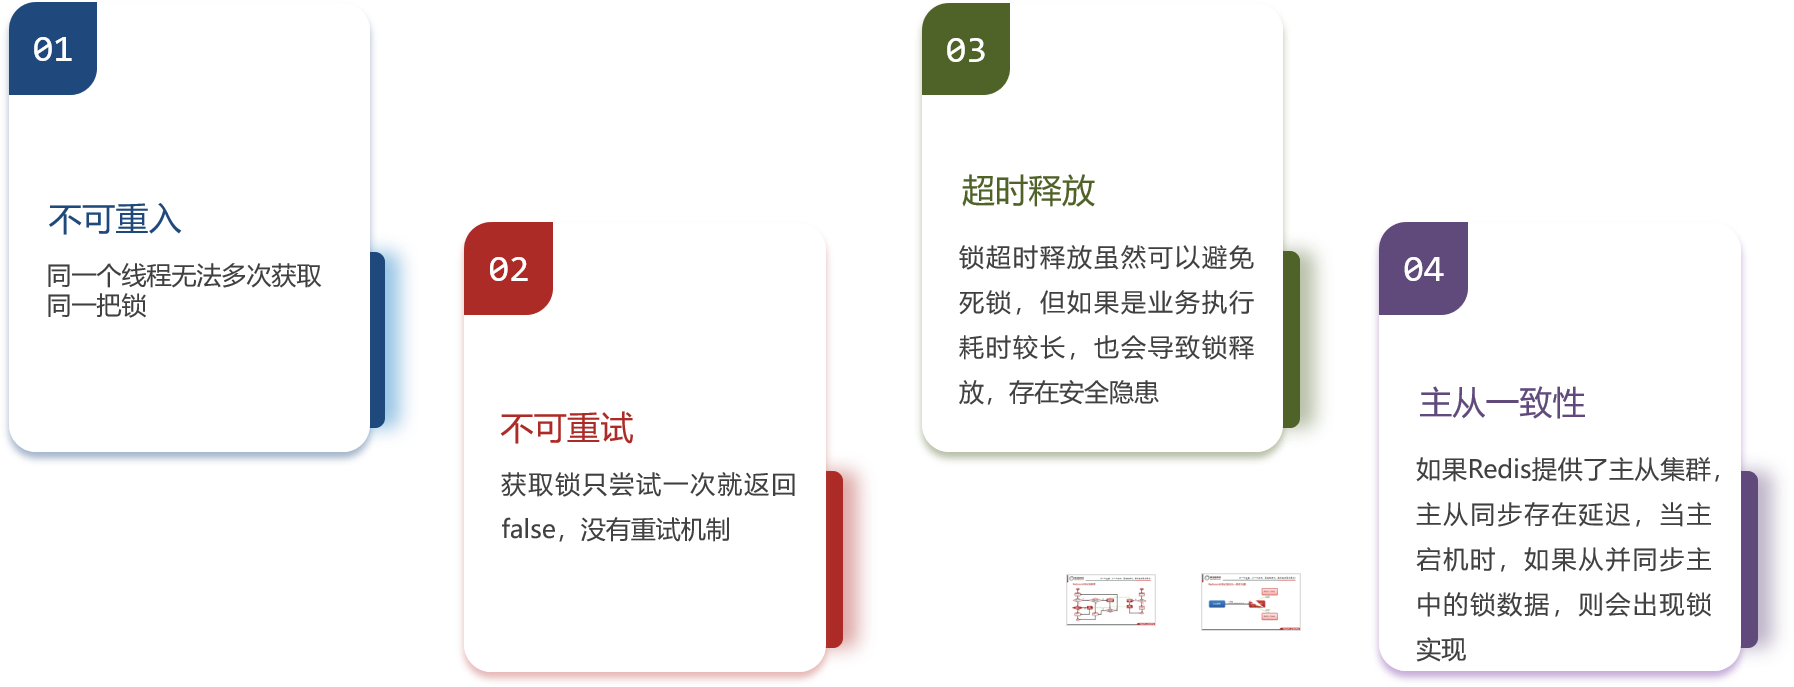 01
不可重入
同一个线程无法多次获取
同一把锁
02
不可重试
获取锁只尝试一次就返回
false，没有重试机制
03
超时释放
锁超时释放虽然可以避免
死锁，但如果是业务执行
耗时较长，也会导致锁释
放，存在安全隐患
04
主从一致性
如果Redis提供了主从集群，
主从同步存在延迟，当主
宕机时，如果从并同步主
中的锁数据，则会出现锁
实现